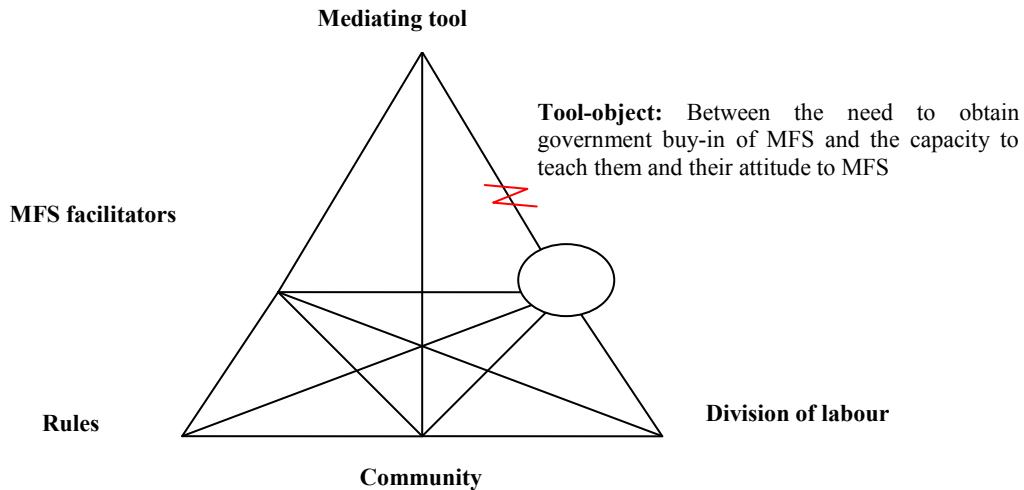 Mediating tool
Tool-object: Between the need to obtain
government buy-in of MFS and the capacity to
teach them and their attitude to MFS
MFS facilitators
Rules
Division of labour
Community